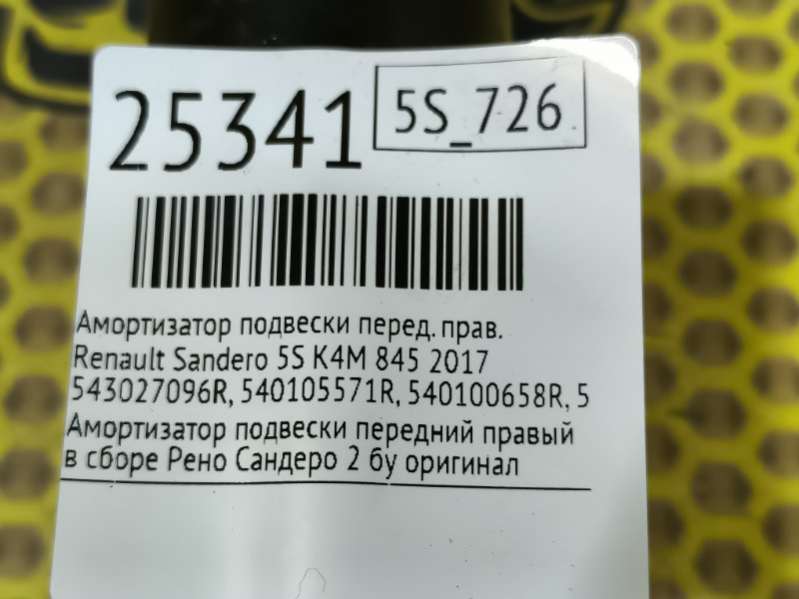 25341
5S_726
Амортизатор подвески перед. прав.
Renault Sandero 5S K4M 845 2017
543027096R, 540105571R, 540100658R, 5
Амортизатор подвески передний правый
в сборе Рено Сандеро 2 бу оригинал